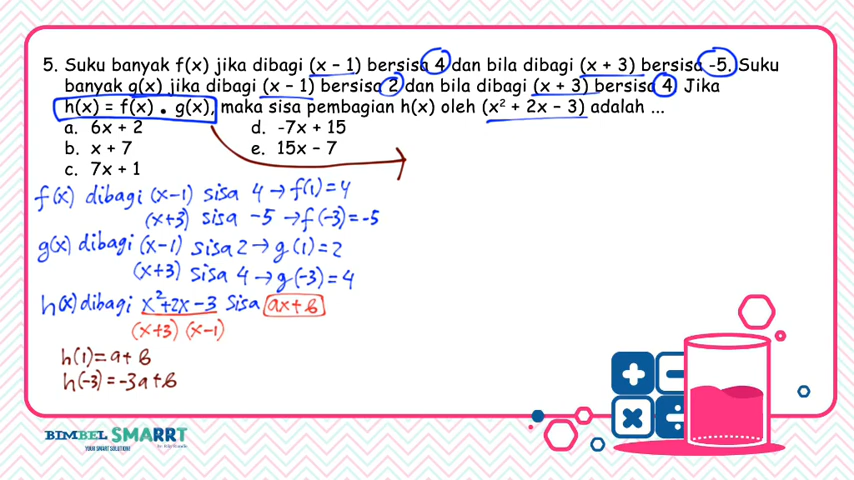 5. Suku banyak f(x) jika dibagi (x – 1) bersisa 4 dan bila dibagi (x + 3) bersisa -5. Suku
banyak g(x) jika dibagi (x – 1) bersisa 2 dan bila dibagi (x + 3) bersisa 4 Jika
h(x) = f(x) . g(x), maka sisa pembagian h(x) oleh (x² + 2x – 3) adalah ...
a. 6x + 2 d. -7x + 15
b. x + 7 e. 15x – 7
c. 7x + 1
f(x) dibagi (x-1) sisa 4 → f(1) = 4
(x+3) sisa -5 → f(-3) = -5
g(x) dibagi (x-1) sisa 2 → g(1) = 2
(x+3) sisa 4 → g(-3) = 4
h(x) dibagi x²+2x-3 sisa ax+b
(x+3) (x-1)
h(1) = a+b
h(-3) = -3a+b
BIMBEL SMARRT
YOUR SMART SOLUTION!